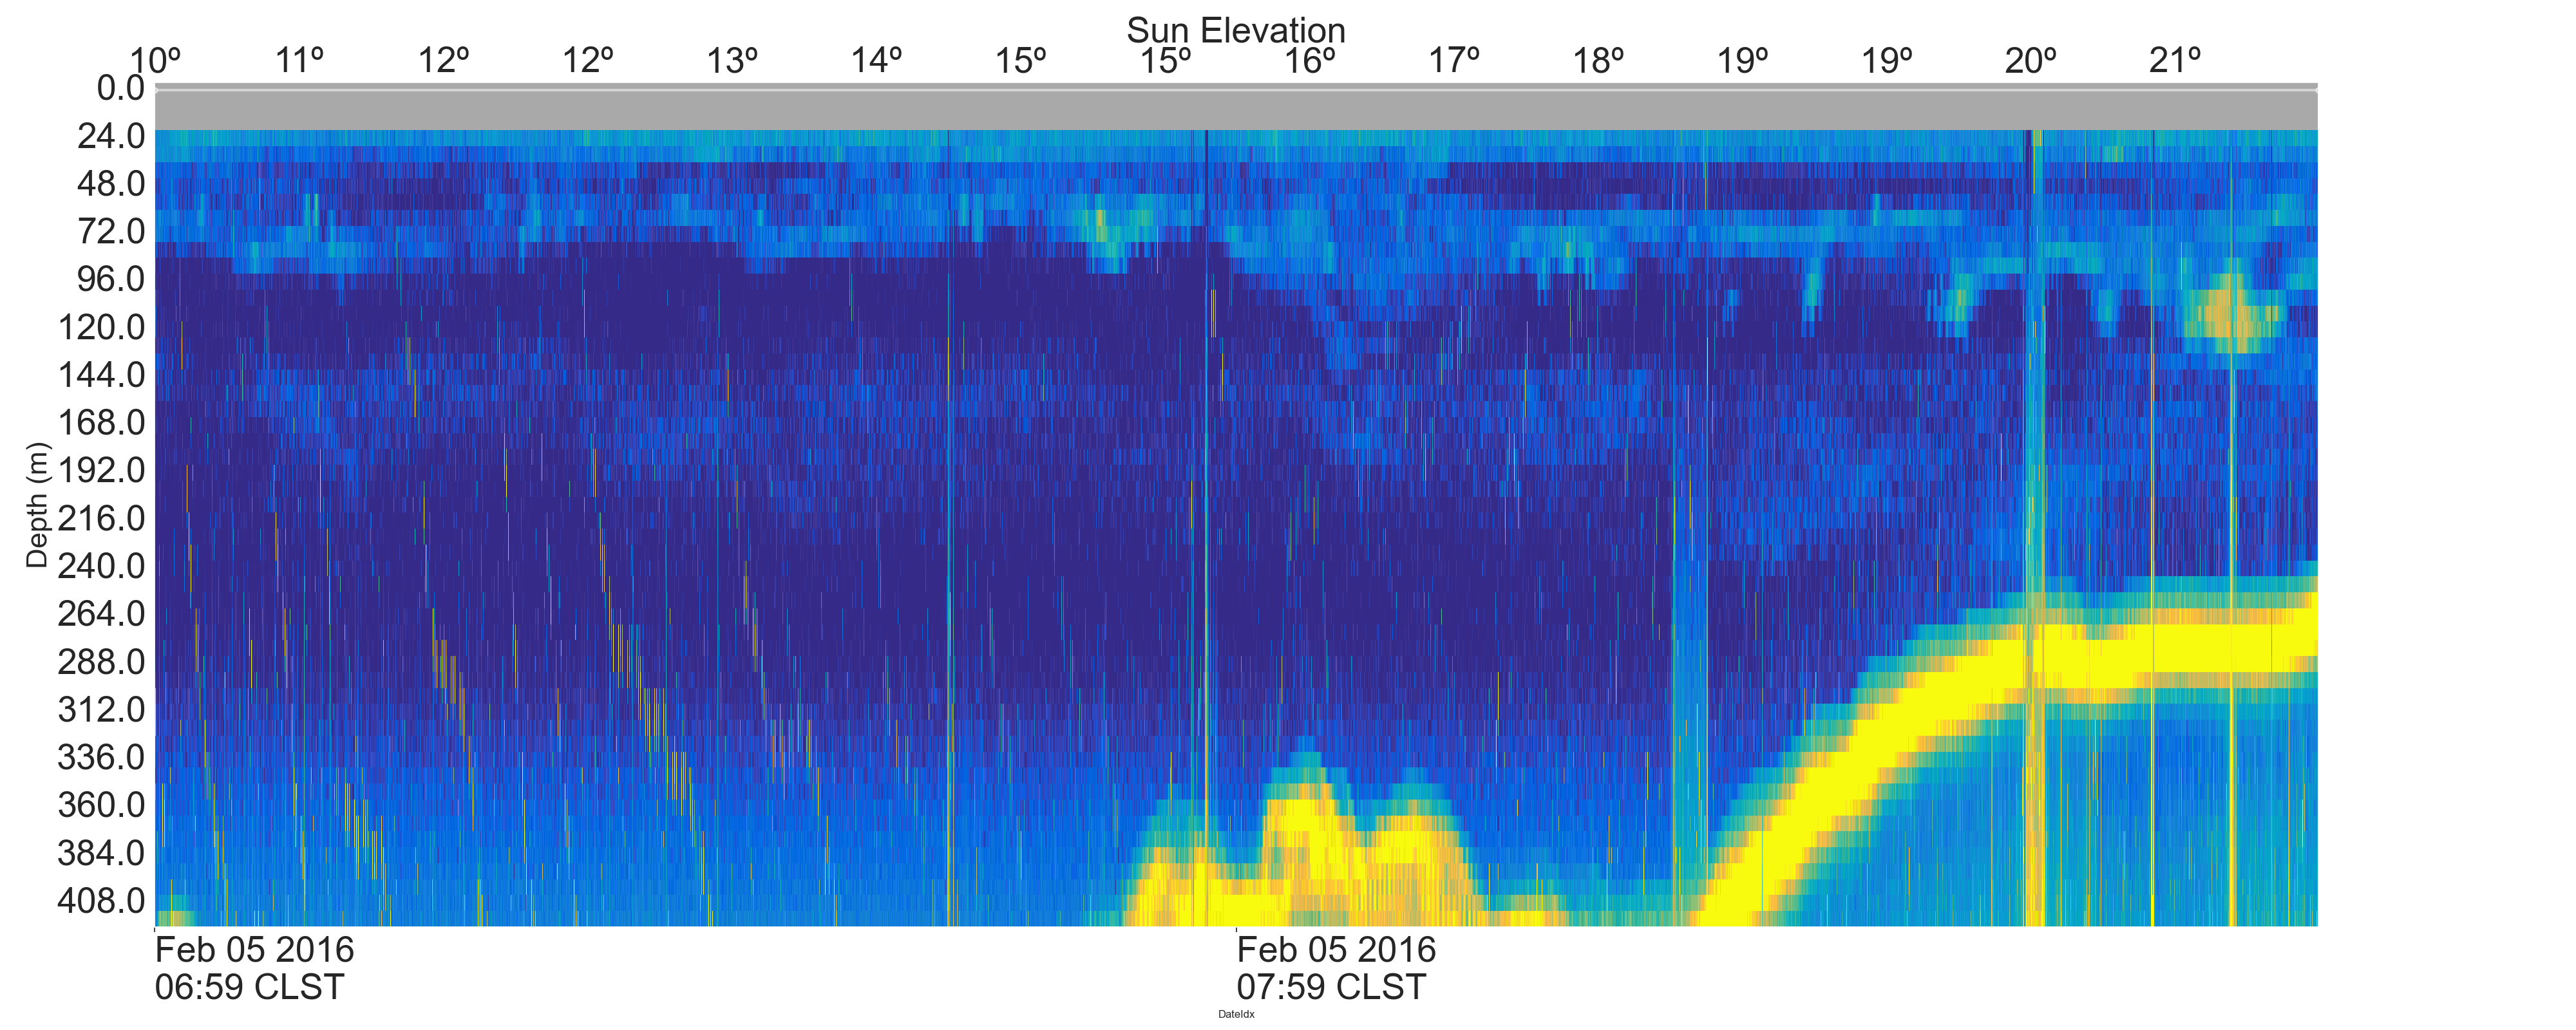 Sun Elevation
10º 11º 12º 12º 13º 14º 15º 15º 16º 17º 18º 19º 19º 20º 21º
0.0
24.0
48.0
72.0
96.0
120.0
144.0
168.0
192.0
216.0
240.0
264.0
288.0
312.0
336.0
360.0
384.0
408.0
Depth (m)
Feb 05 2016
06:59 CLST
Feb 05 2016
07:59 CLST
DateIdx